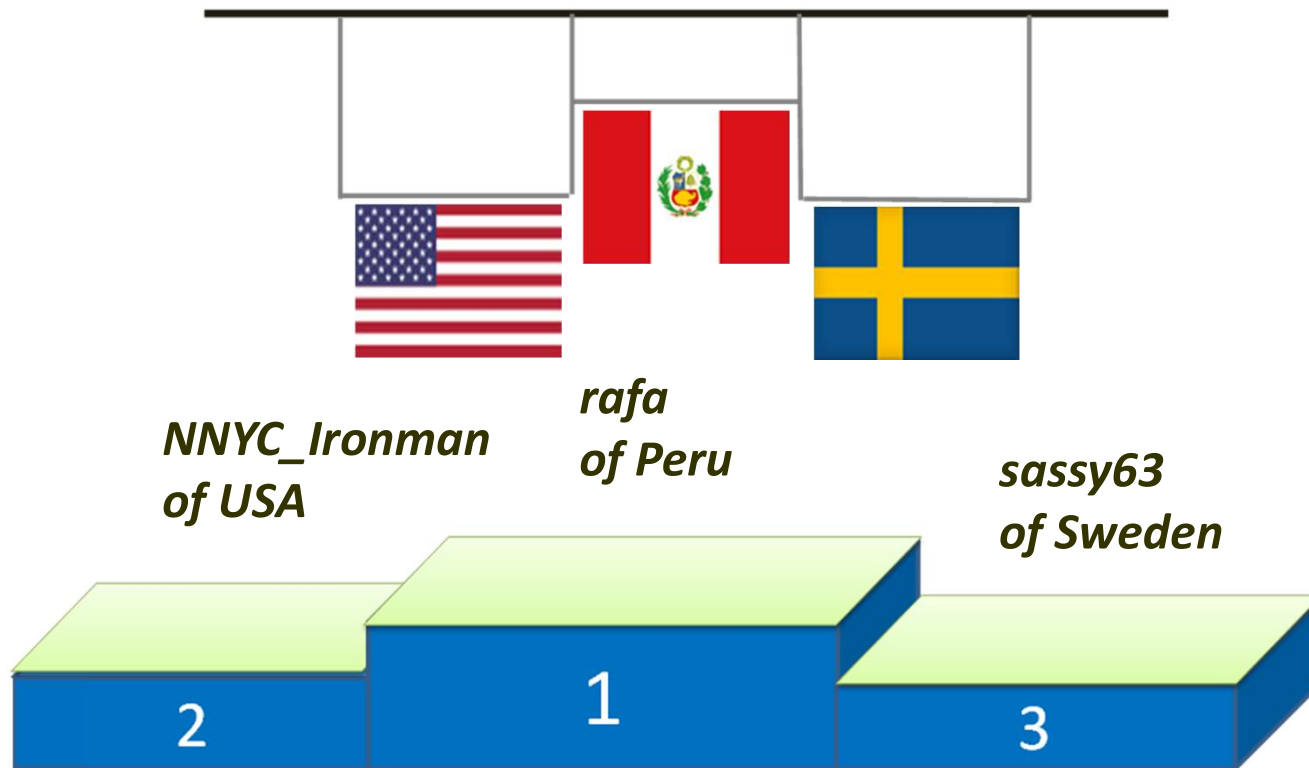 rafa
of Peru
NNYC_Ironman
of USA
sassy63
of Sweden
1
2
3